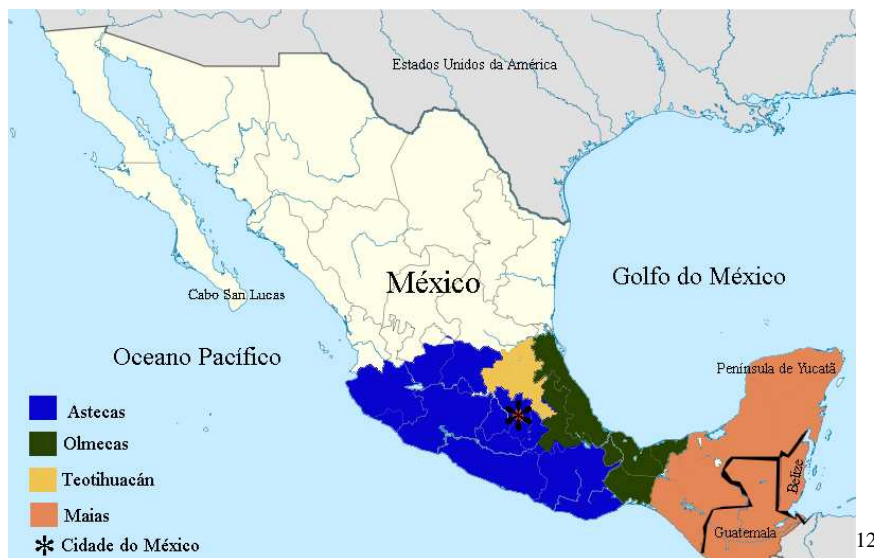 Estados Unidos da América
México
Golfo do México
Cabo San Lucas
Oceano Pacífico
Península de Yucatã
Astecas
Olmecas
Teotihuacán
Maias
Cidade do México
Belize
Guatemala
12